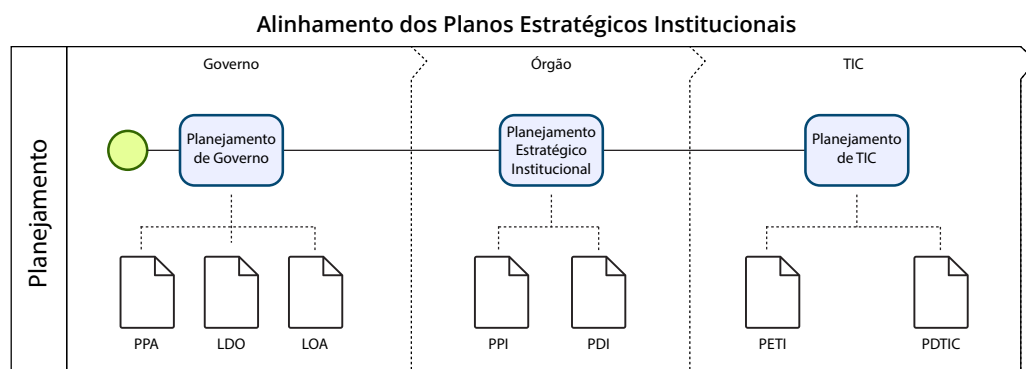 Alinhamento dos Planos Estratégicos Institucionais
Planejamento
Governo
Órgão
TIC
Planejamento
de Governo
Planejamento
Estratégico
Institucional
Planejamento
de TIC
PPA
LDO
LOA
PPI
PDI
PETI
PDTIC